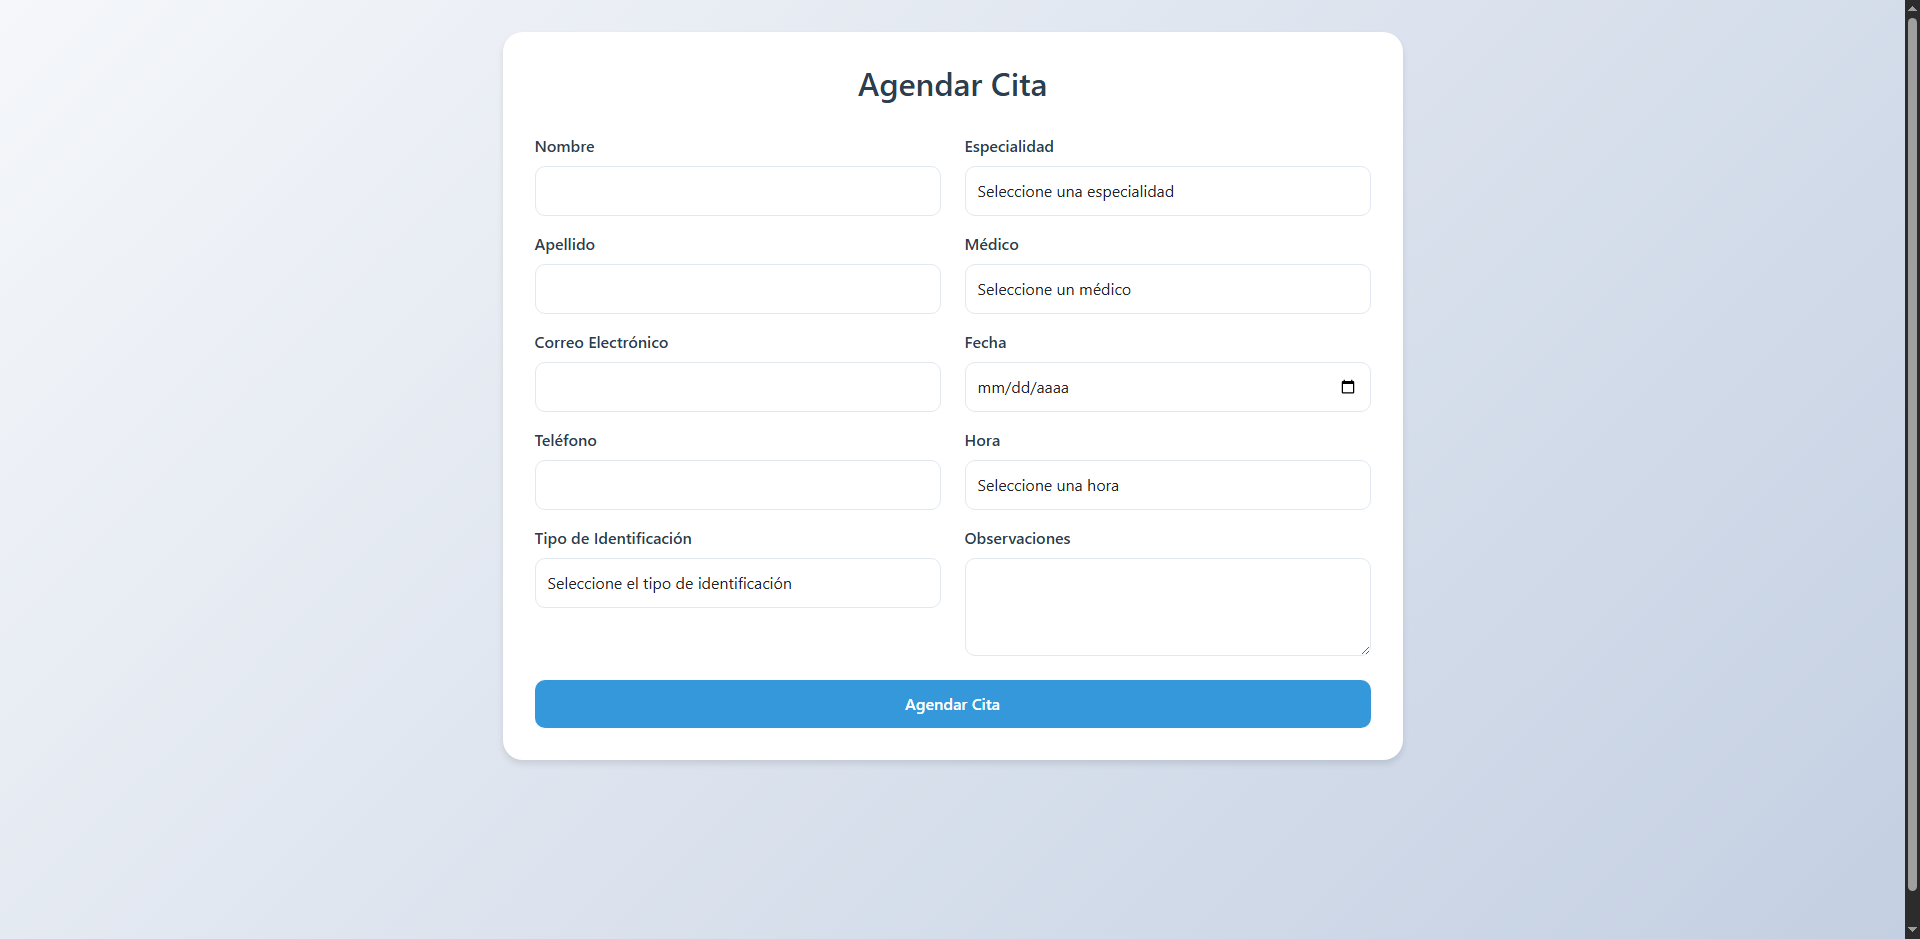 Agendar Cita
Nombre
Especialidad
Seleccione una especialidad
Apellido
Médico
Seleccione un médico
Correo Electrónico
Fecha
mm/dd/aaaa
Teléfono
Hora
Seleccione una hora
Tipo de Identificación
Observaciones
Seleccione el tipo de identificación
Agendar Cita